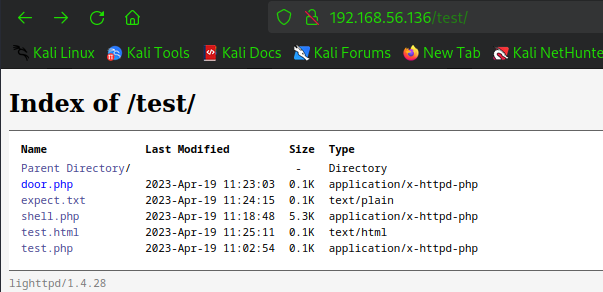 192.168.56.136/test/
Kali Linux Kali Tools Kali Docs Kali Forums New Tab Kali NetHunte
Index of /test/
Name Last Modified Size Type
Parent Directory/ - Directory
door.php 2023-Apr-19 11:23:03 0.1K application/x-httpd-php
expect.txt 2023-Apr-19 11:24:15 0.1K text/plain
shell.php 2023-Apr-19 11:18:48 5.3K application/x-httpd-php
test.html 2023-Apr-19 11:25:11 0.1K text/html
test.php 2023-Apr-19 11:02:54 0.1K application/x-httpd-php
lighttpd/1.4.28